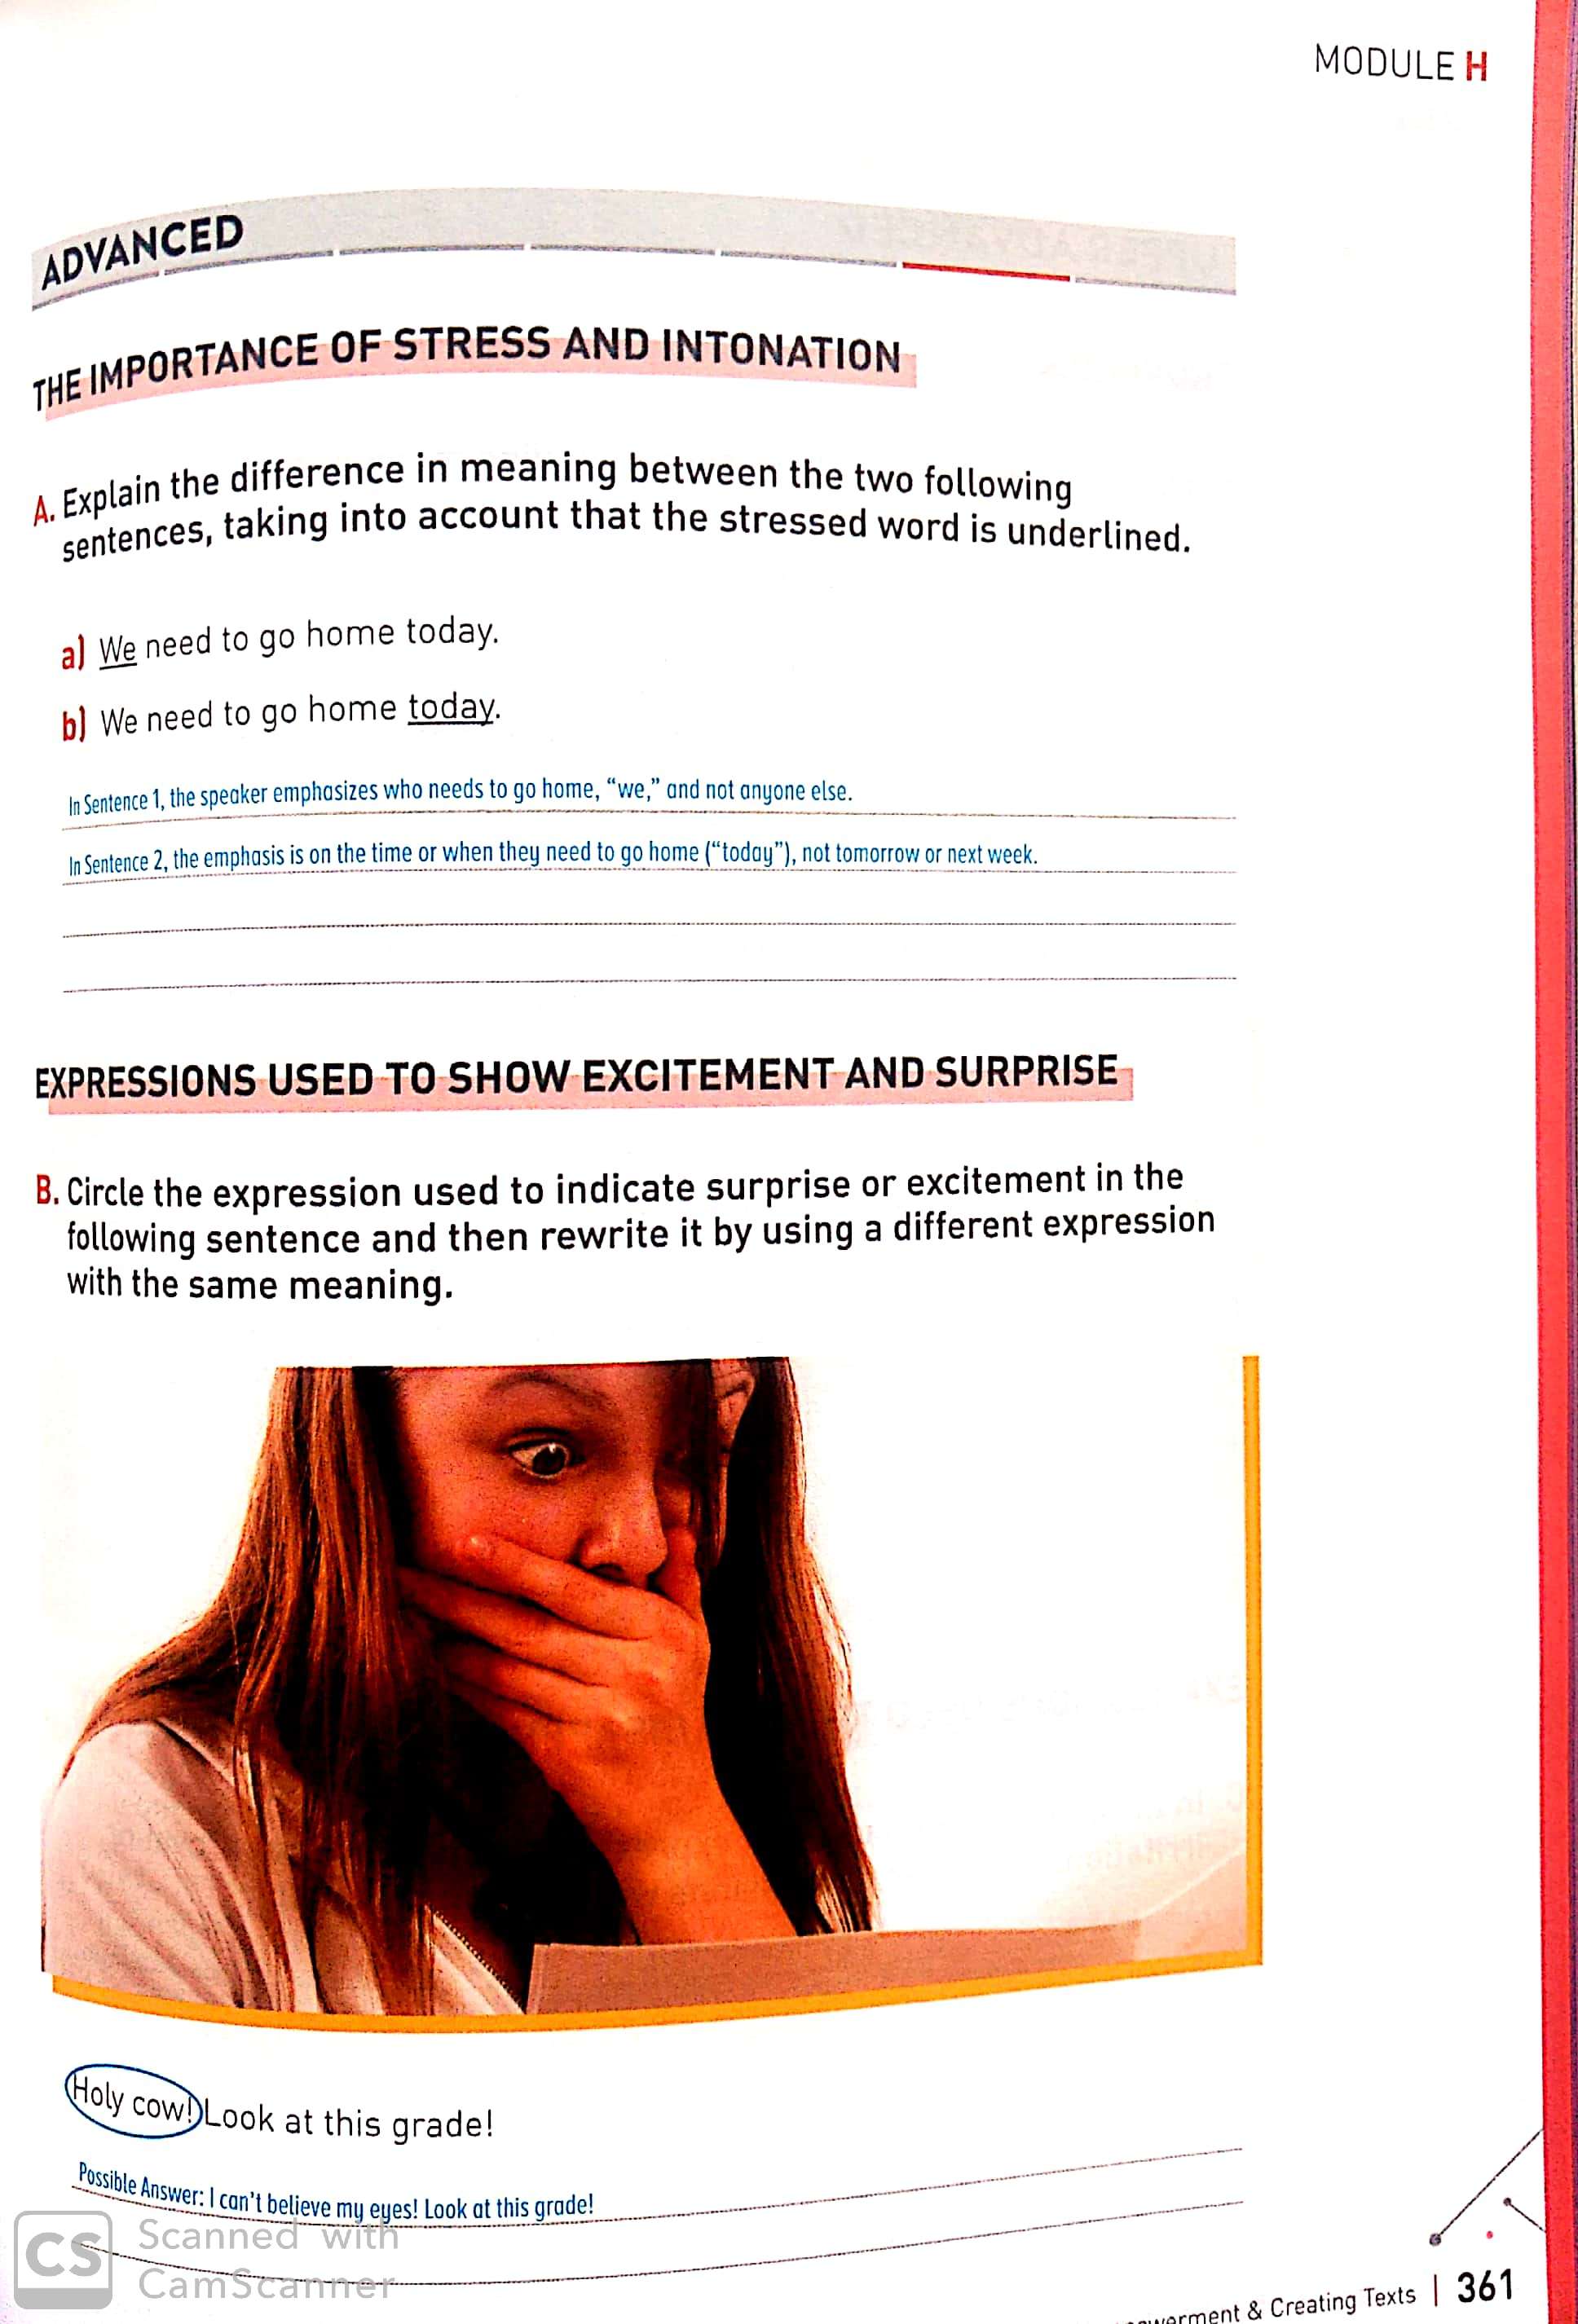 MODULE H
ADVANCED
THE IMPORTANCE OF STRESS AND INTONATION
A. Explain the difference in meaning between the two following
sentences, taking into account that the stressed word is underlined.
a) We need to go home today.
b) We need to go home today.
In Sentence 1, the speaker emphasizes who needs to go home, “we,” and not anyone else.
In Sentence 2, the emphasis is on the time or when they need to go home (“today”), not tomorrow or next week.
EXPRESSIONS USED TO SHOW EXCITEMENT AND SURPRISE
B. Circle the expression used to indicate surprise or excitement in the
following sentence and then rewrite it by using a different expression
with the same meaning.
Holy cow! Look at this grade!
Possible Answer: I can’t believe my eyes! Look at this grade!
CS Scanned with
CamScanner
& Creating Texts | 361